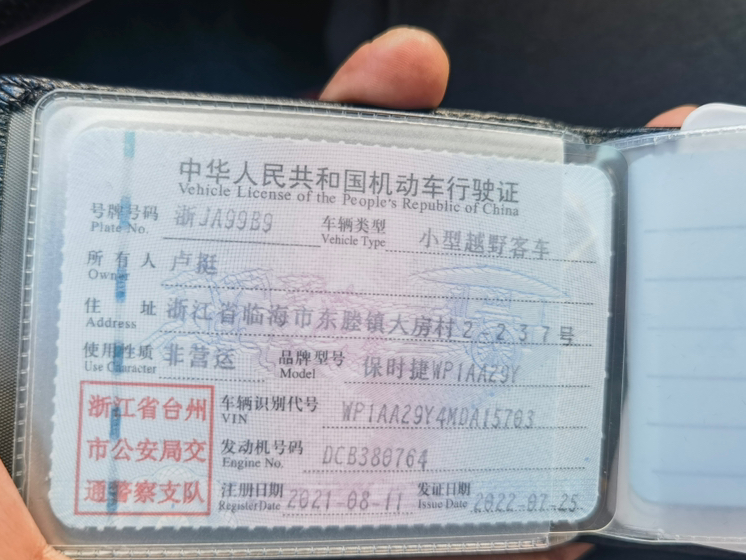 中华人民共和国机动车行驶证
Vehicle License of the People's Republic of China
号牌号码 浙JA99B9 车辆类型 小型越野客车
Plate No. Vehicle Type
所有人 卢挺
Owner
住址 浙江省临海市东塍镇大房村2-237号
Address
使用性质 非营运 品牌型号 保时捷WP1AA29Y
Use Character Model
浙江省台州
市公安局交
通警察支队
车辆识别代号 WP1AA29Y4MDA15703
VIN
发动机号码 DCB380764
Engine No.
注册日期 2021-08-11 发证日期 2022-07-25
Register Date Issue Date